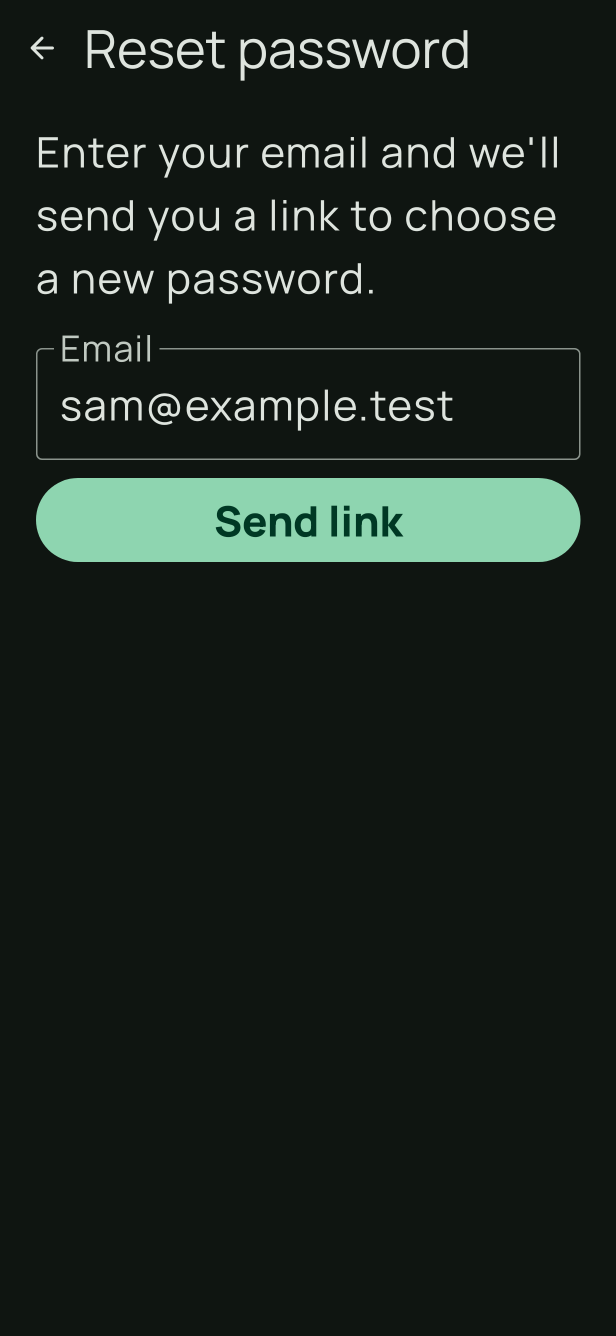 Reset password
Enter your email and we'll
send you a link to choose
a new password.
Email
sam@example.test
Send link